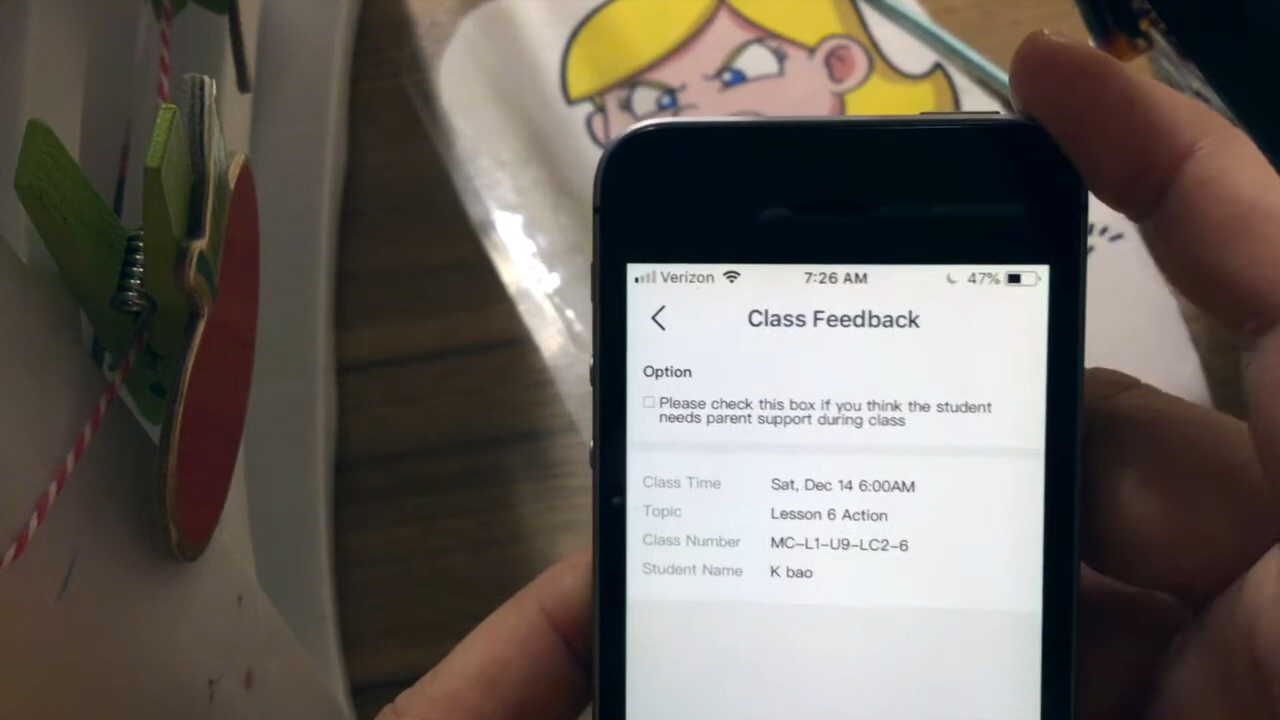 Verizon 7:26 AM 47%
Class Feedback
Option
Please check this box if you think the student
needs parent support during class
Class Time Sat, Dec 14 6:00AM
Topic Lesson 6 Action
Class Number MC-L1-U9-LC2-6
Student Name K bao